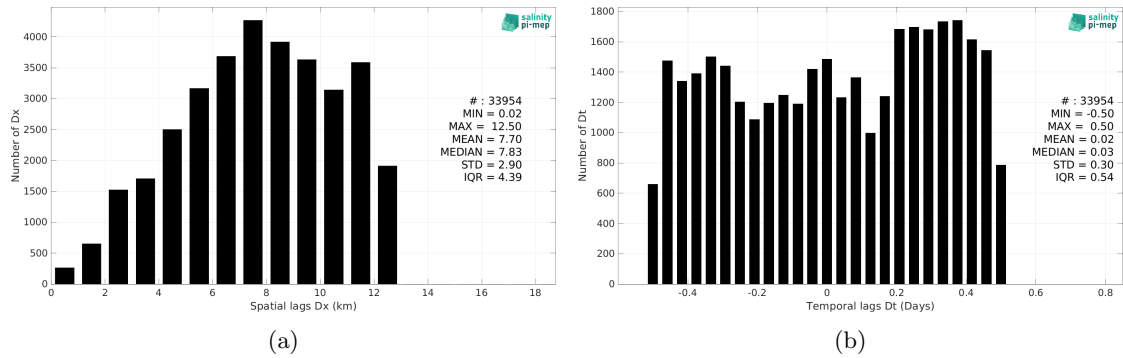 salinity
pi-mep
4000
3500
3000
2500
2000
1500
1000
500
0
Number of Dx
# : 33954
MIN = 0.02
MAX = 12.50
MEAN = 7.70
MEDIAN = 7.83
STD = 2.90
IQR = 4.39
0 2 4 6 8 10 12 14 16 18
Spatial lags Dx (km)
(a)
salinity
pi-mep
1800
1600
1400
1200
1000
800
600
400
200
0
Number of Dt
# : 33954
MIN = -0.50
MAX = 0.50
MEAN = 0.02
MEDIAN = 0.03
STD = 0.30
IQR = 0.54
-0.4 -0.2 0 0.2 0.4 0.6 0.8
Temporal lags Dt (Days)
(b)